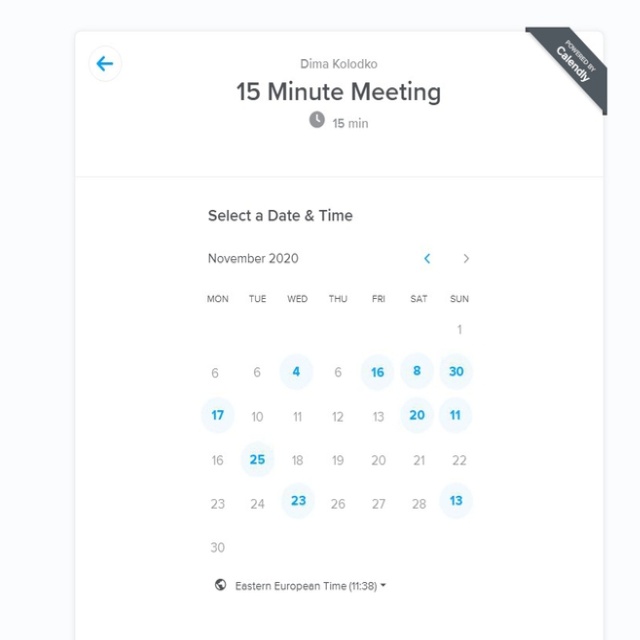 POWERED BY
Calendly
Dima Kolodko
15 Minute Meeting
15 min
Select a Date & Time
November 2020
MON TUE WED THU FRI SAT SUN
1
6 6 4 6 16 8 30
17 10 11 12 13 20 11
16 25 18 19 20 21 22
23 24 23 26 27 28 13
30
Eastern European Time (11:38)